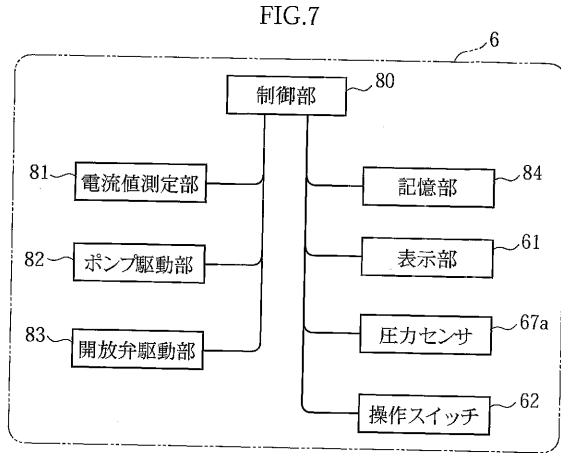 FIG.7
6
制御部
80
81
電流値測定部
記憶部
84
82
ポンプ駆動部
表示部
61
83
開放弁駆動部
圧力センサ
67a
操作スイッチ
62